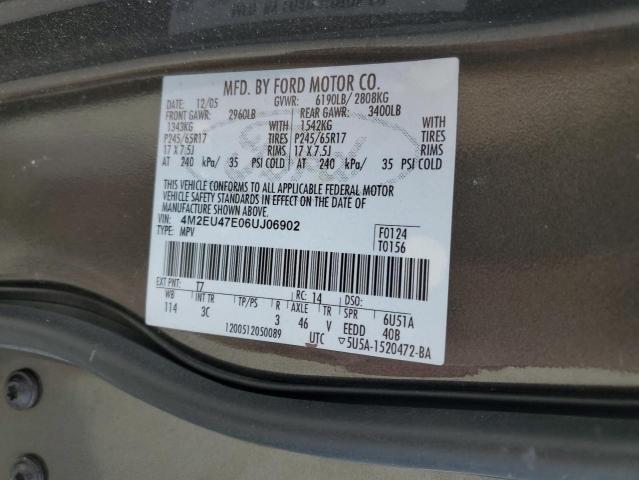 MFD. BY FORD MOTOR CO.
DATE: 12/05 GVWR: 6190LB/ 2808KG
FRONT GAWR: 2960LB REAR GAWR: 3400LB
1343KG WITH 1542KG WITH
P245/65R17 TIRES P245/65R17 TIRES
17 X 7.5J RIMS 17 X 7.5J RIMS
AT 240 kPa/ 35 PSI COLD AT 240 kPa/ 35 PSI COLD
THIS VEHICLE CONFORMS TO ALL APPLICABLE FEDERAL MOTOR
VEHICLE SAFETY STANDARDS IN EFFECT ON THE DATE OF
MANUFACTURE SHOWN ABOVE.
VIN: 4M2EU47E06UJ06902 F0124
TYPE: MPV T0156
EXT PNT: T7 RC: 14 DSO:
WB INT TR TP/PS R AXLE TR SPR 6U51A
114 3C 3 46 V EEDD 40B
1200512050089 UTC ▽5U5A-1520472-BA